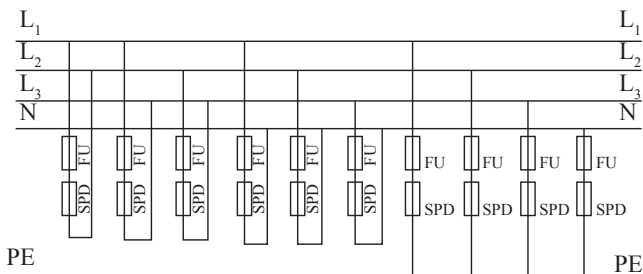 L1 L1
L2 L2
L3 L3
N N
FU FU FU FU FU FU FU FU FU FU
SPD SPD SPD SPD SPD SPD SPD SPD SPD SPD
PE PE